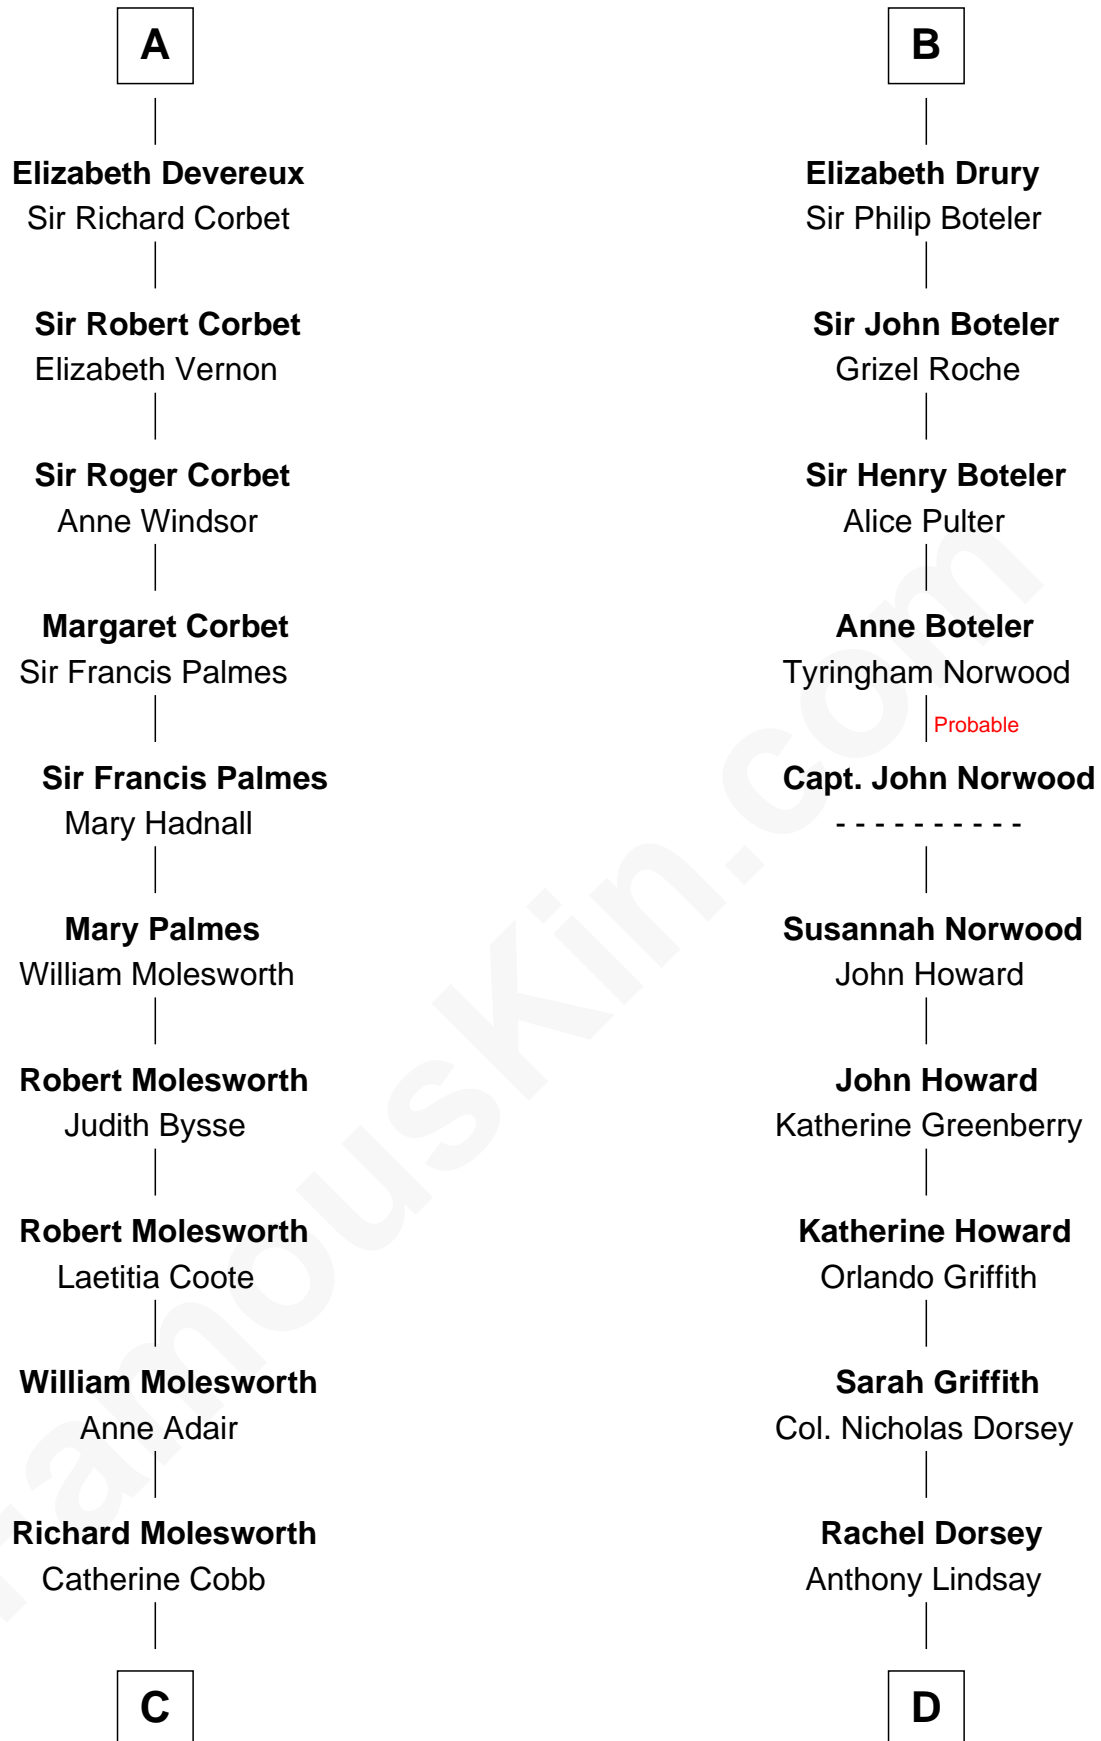 A
Elizabeth Devereux
Sir Richard Corbet
Sir Robert Corbet
Elizabeth Vernon
Sir Roger Corbet
Anne Windsor
Margaret Corbet
Sir Francis Palmes
Sir Francis Palmes
Mary Hadnall
Mary Palmes
William Molesworth
Robert Molesworth
Judith Bysse
Robert Molesworth
Laetitia Coote
William Molesworth
Anne Adair
Richard Molesworth
Catherine Cobb
C
B
Elizabeth Drury
Sir Philip Boteler
Sir John Boteler
Grizel Roche
Sir Henry Boteler
Alice Pulter
Anne Boteler
Tyringham Norwood
Probable
Capt. John Norwood
- - - - - - - - - -
Susannah Norwood
John Howard
John Howard
Katherine Greenberry
Katherine Howard
Orlando Griffith
Sarah Griffith
Col. Nicholas Dorsey
Rachel Dorsey
Anthony Lindsay
D
FamousKin.com